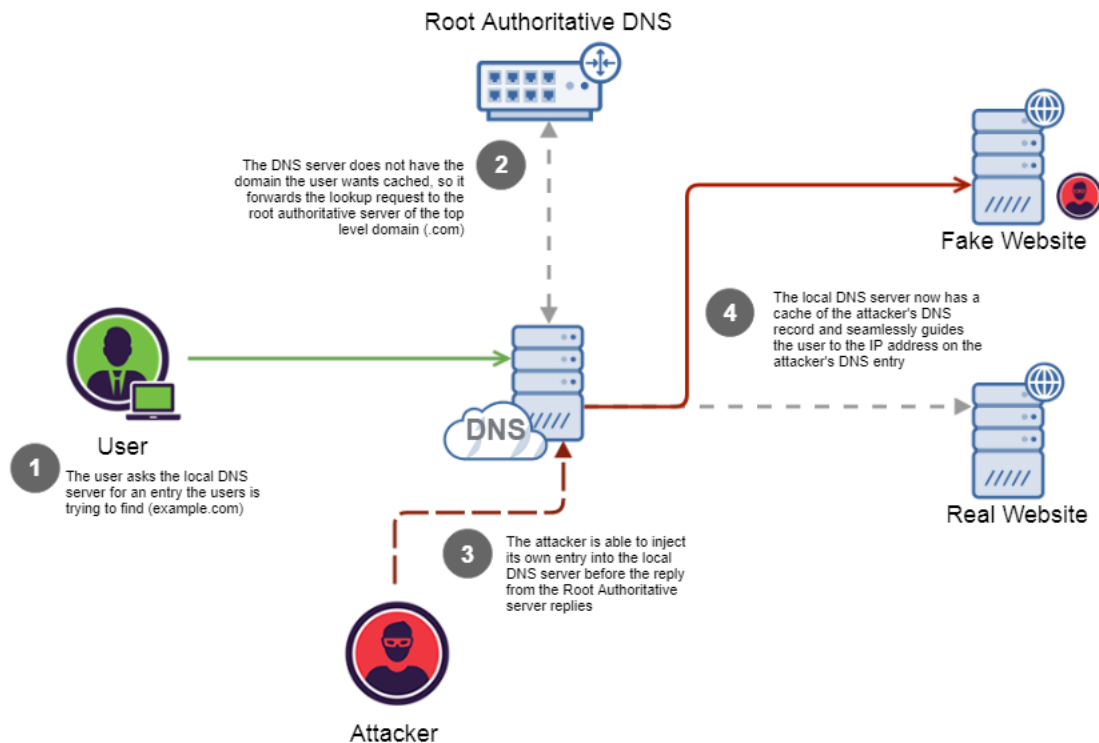 Root Authoritative DNS
2
The DNS server does not have the
domain the user wants cached, so it
forwards the lookup request to the
root authoritative server of the top
level domain (.com)
Fake Website
4
The local DNS server now has a
cache of the attacker's DNS
record and seamlessly guides
the user to the IP address on the
attacker's DNS entry
DNS
User
1
The user asks the local DNS
server for an entry the users is
trying to find (example.com)
Real Website
3
The attacker is able to inject
its own entry into the local
DNS server before the reply
from the Root Authoritative
server replies
Attacker